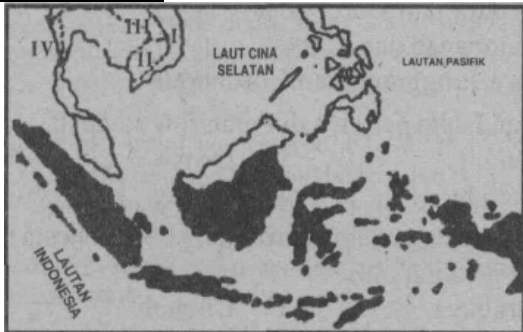 III
I
IV
II
LAUT CINA
SELATAN
LAUTAN PASIFIK
LAUTAN
INDONESIA